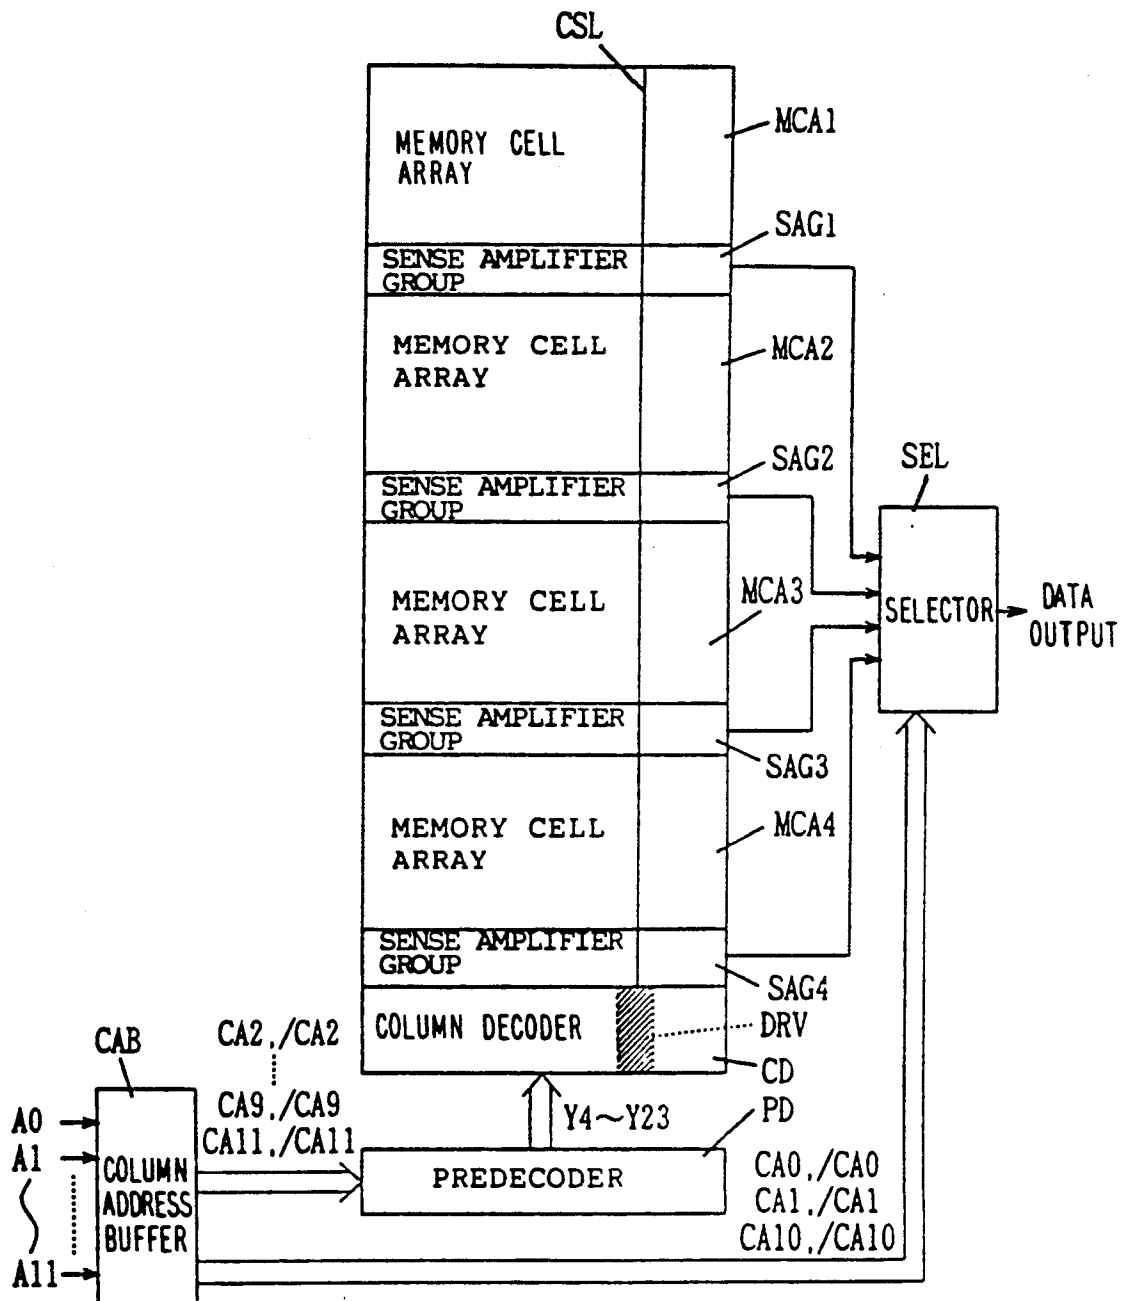 CSL
MEMORY CELL
ARRAY
MCA1
SAG1
SENSE AMPLIFIER
GROUP
MEMORY CELL
ARRAY
MCA2
SAG2
SEL
SENSE AMPLIFIER
GROUP
MEMORY CELL
ARRAY
MCA3
SELECTOR
DATA
OUTPUT
SENSE AMPLIFIER
GROUP
SAG3
MEMORY CELL
ARRAY
MCA4
SENSE AMPLIFIER
GROUP
SAG4
COLUMN DECODER
DRV
CD
CAB
CA2,/CA2
CA9,/CA9
CA11,/CA11
Y4~Y23
PD
A0
A1
A11
COLUMN
ADDRESS
BUFFER
PREDECODER
CA0,/CA0
CA1,/CA1
CA10,/CA10